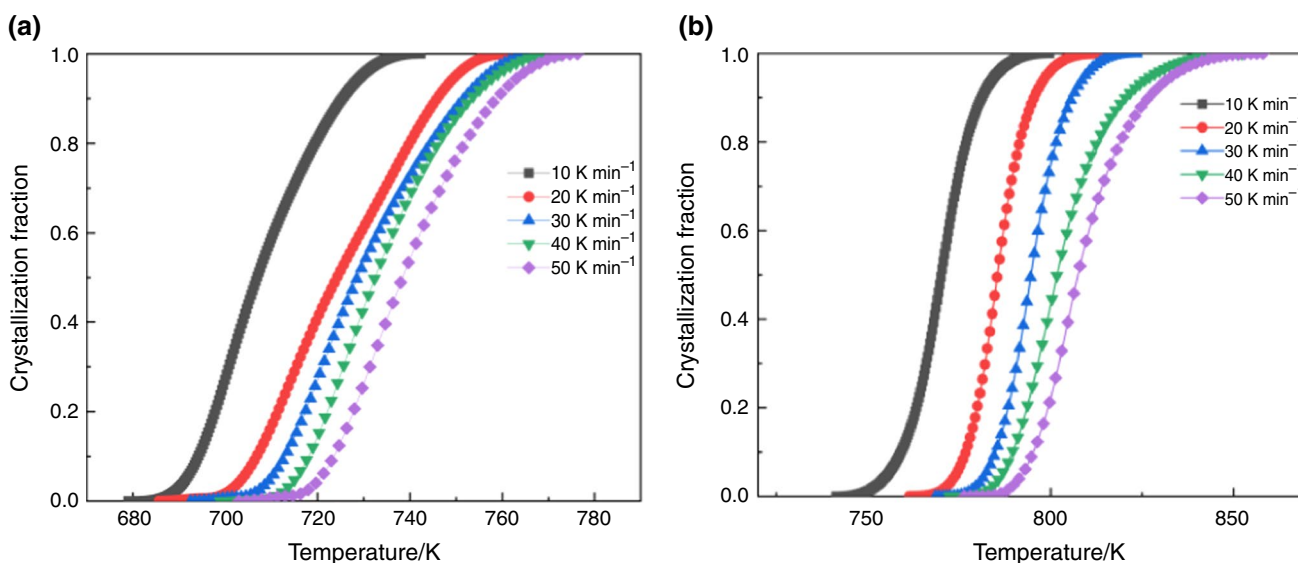 (a)
1.0
0.8
0.6
0.4
0.2
0.0
Crystallization fraction
10 K min⁻¹
20 K min⁻¹
30 K min⁻¹
40 K min⁻¹
50 K min⁻¹
680 700 720 740 760 780
Temperature/K
(b)
1.0
0.8
0.6
0.4
0.2
0.0
Crystallization fraction
10 K min⁻
20 K min⁻
30 K min⁻
40 K min⁻
50 K min⁻
750 800 850
Temperature/K